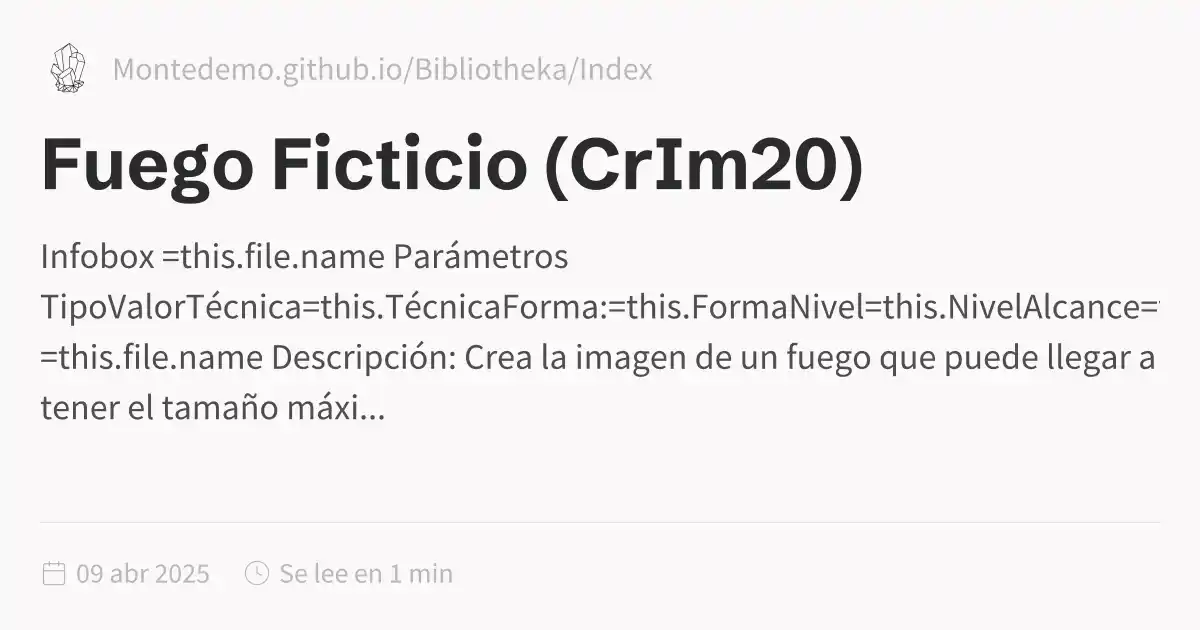 Montedemo.github.io/Bibliotheka/Index
Fuego Ficticio (CrIm20)
Infobox =this.file.name Parámetros
TipoValorTécnica=this.TécnicaForma:=this.FormaNivel=this.NivelAlcance=
=this.file.name Descripción: Crea la imagen de un fuego que puede llegar a
tener el tamaño máxi...
09 abr 2025 Se lee en 1 min